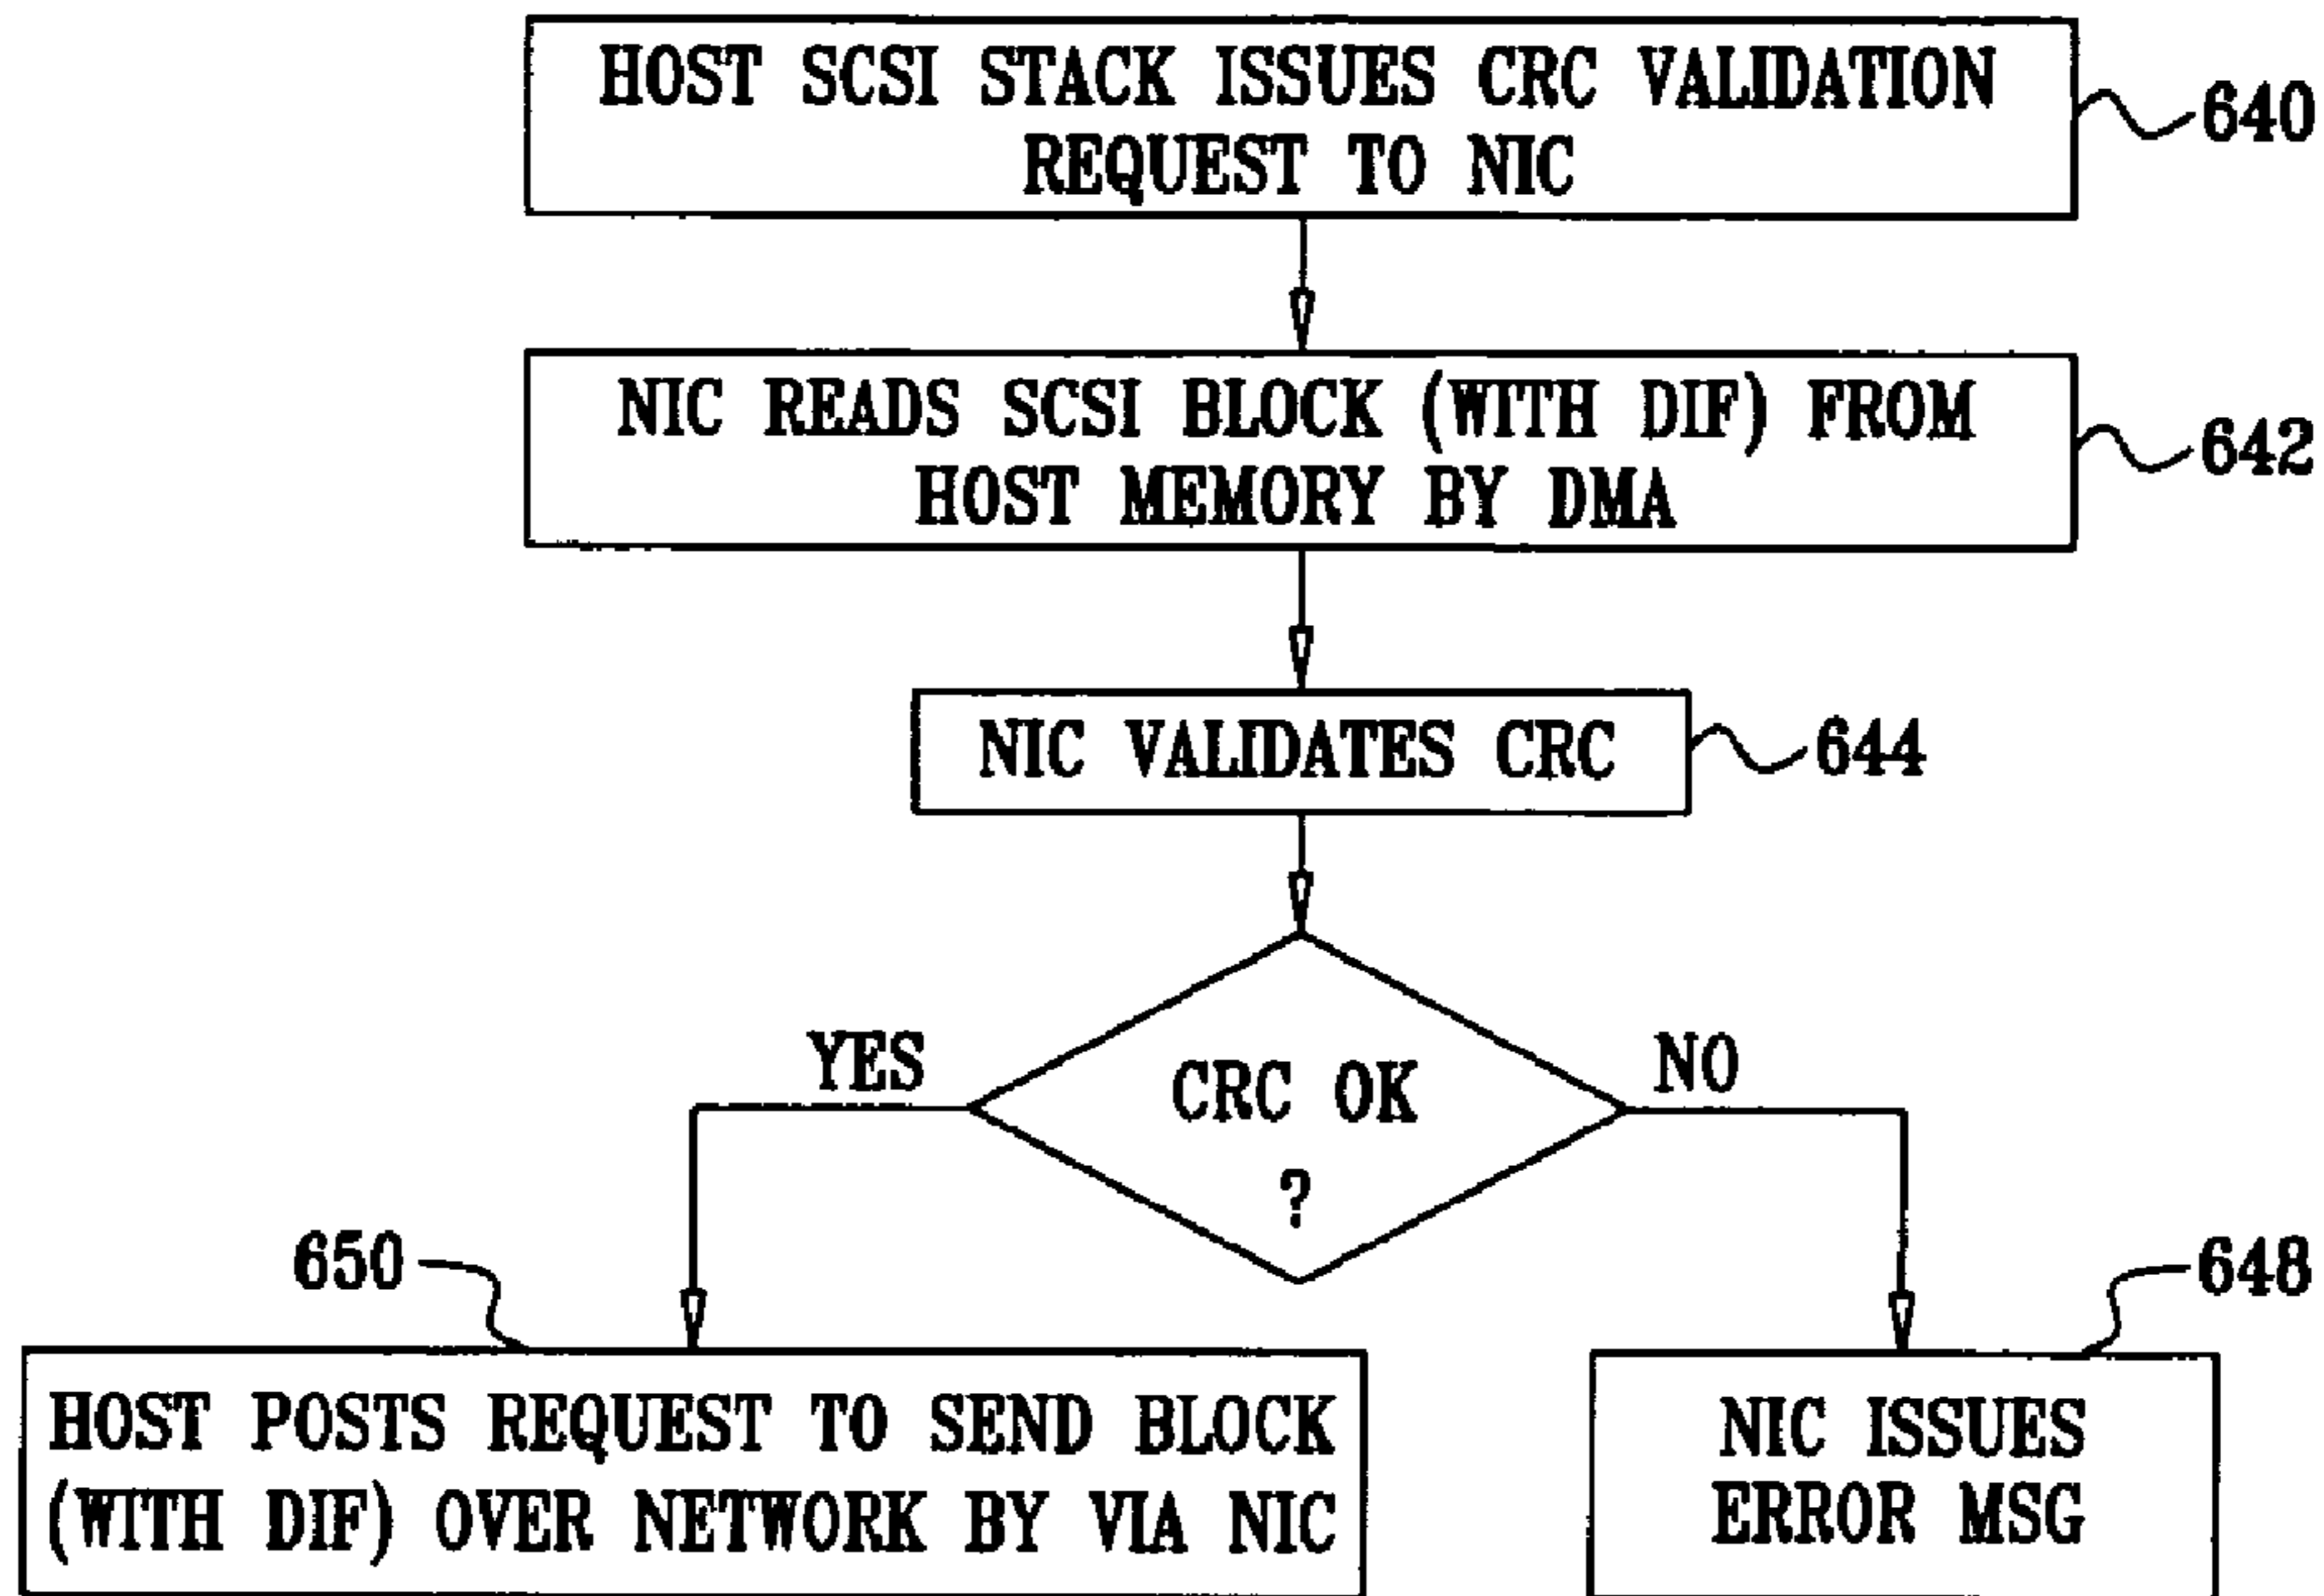 HOST SCSI STACK ISSUES CRC VALIDATION
REQUEST TO NIC
640
NIC READS SCSI BLOCK (WITH DIF) FROM
HOST MEMORY BY DMA
642
NIC VALIDATES CRC
644
YES
CRC OK
?
NO
650
648
HOST POSTS REQUEST TO SEND BLOCK
(WITH DIF) OVER NETWORK BY VIA NIC
NIC ISSUES
ERROR MSG